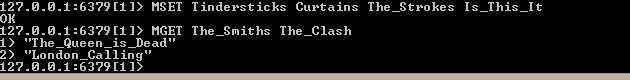 127.0.0.1:6379[1]> MSET Tindersticks Curtains The_Strokes Is_This_It
OK
127.0.0.1:6379[1]> MGET The_Smiths The_Clash
1) "The_Queen_is_Dead"
2) "London_Calling"
127.0.0.1:6379[1]>